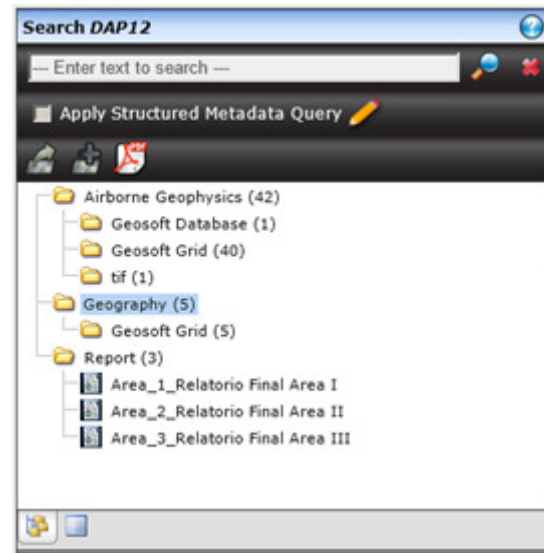 Search DAP12
--- Enter text to search ---
Apply Structured Metadata Query
PDF
Airborne Geophysics (42)
Geosoft Database (1)
Geosoft Grid (40)
tif (1)
Geography (5)
Geosoft Grid (5)
Report (3)
Area_1_Relatorio Final Area I
Area_2_Relatorio Final Area II
Area_3_Relatorio Final Area III